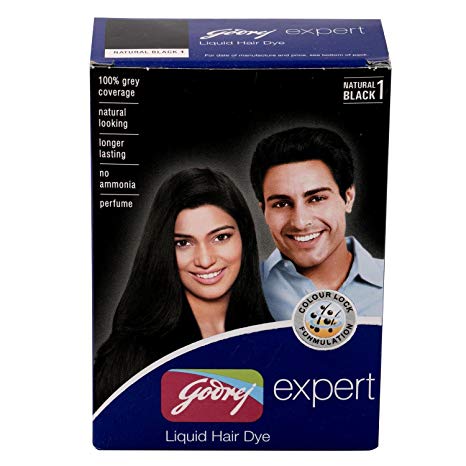 NATURAL BLACK 1
Godrej expert
Liquid Hair Dye
For date of manufacture and price, see bottom of pack.
100% grey
coverage
natural
looking
longer
lasting
no
ammonia
perfume
NATURAL
BLACK 1
COLOUR LOCK
FORMULATION
Godrej expert
Liquid Hair Dye